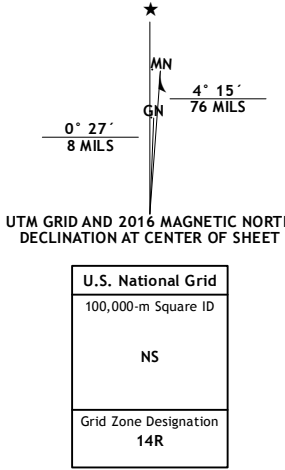 ★
MN
4° 15´
76 MILS
GN
0° 27´
8 MILS
UTM GRID AND 2016 MAGNETIC NORTH
DECLINATION AT CENTER OF SHEET
U.S. National Grid
100,000-m Square ID
NS
Grid Zone Designation
14R